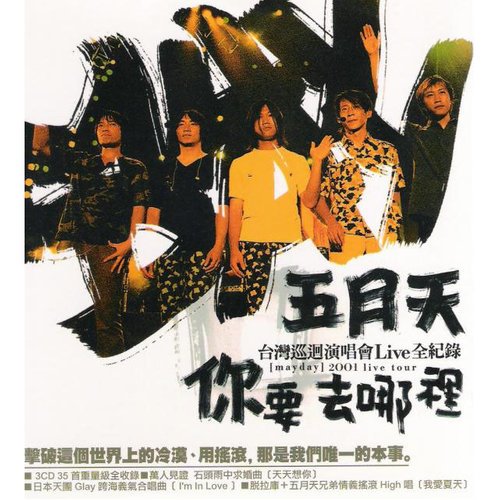 五月天
台灣巡迴演唱會Live全紀錄
[mayday] 2001 live tour
你要去哪裡
擊破這個世界上的冷漠、用搖滾，那是我們唯一的本事。
■ 3CD 35 首重量級全收錄■萬人見證 石頭雨中求婚曲〔天天想你〕
■日本天團 Glay 跨海義氣合唱曲〔 I'm In Love 〕■脫拉庫＋五月天兄弟情義搖滾 High 唱〔我愛夏天〕